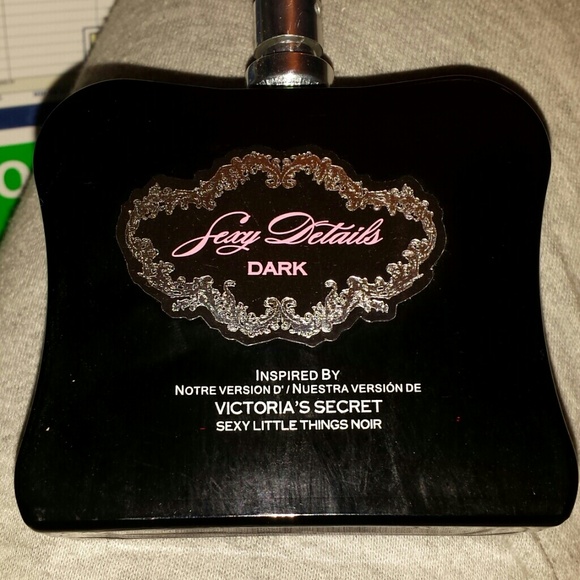 Sexy Details
DARK
INSPIRED BY
NOTRE VERSION D' / NUESTRA VERSIÓN DE
VICTORIA'S SECRET
SEXY LITTLE THINGS NOIR